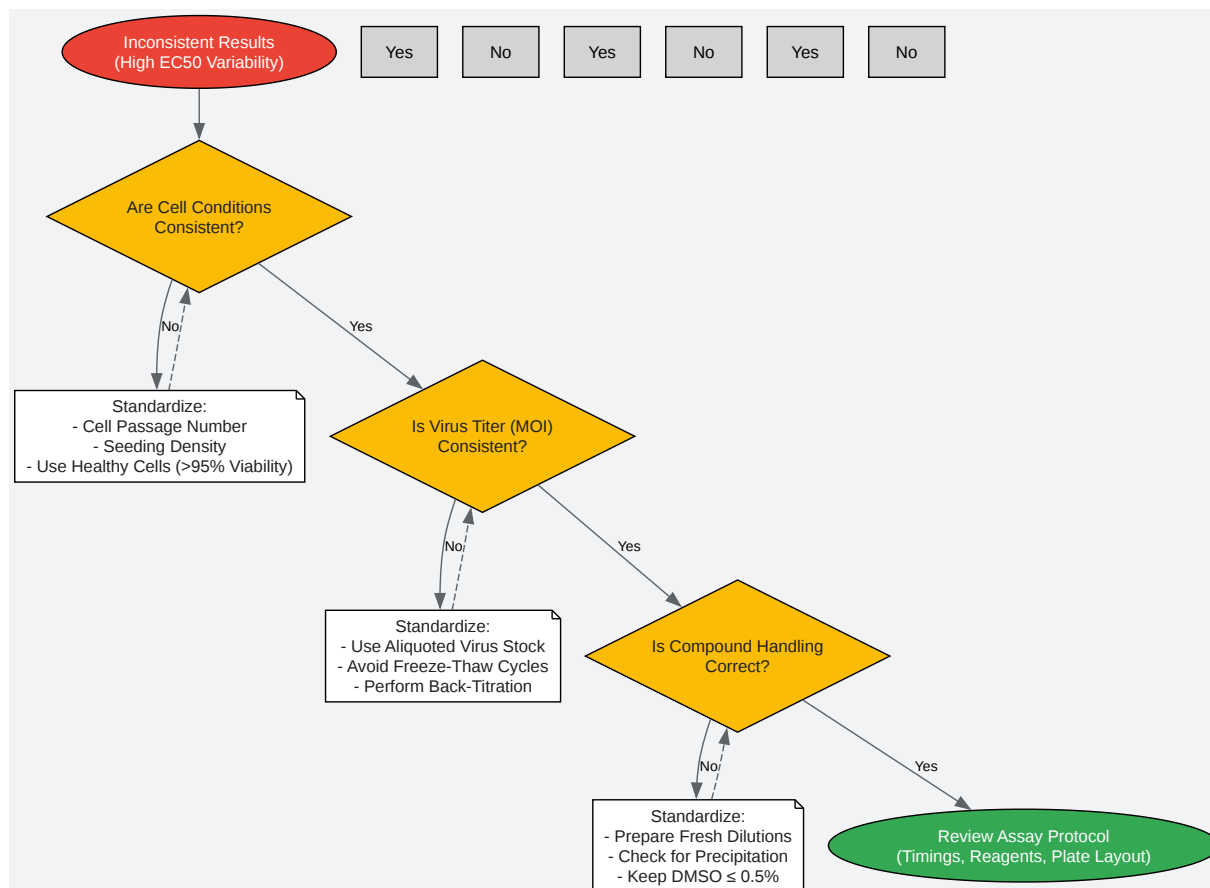 Inconsistent Results
(High EC50 Variability)
Yes
No
Yes
No
Yes
No
Are Cell Conditions
Consistent?
No
Yes
Standardize:
- Cell Passage Number
- Seeding Density
- Use Healthy Cells (>95% Viability)
Is Virus Titer (MOI)
Consistent?
No
Yes
Standardize:
- Use Aliquoted Virus Stock
- Avoid Freeze-Thaw Cycles
- Perform Back-Titration
Is Compound Handling
Correct?
No
Yes
Standardize:
- Prepare Fresh Dilutions
- Check for Precipitation
- Keep DMSO ≤ 0.5%
Review Assay Protocol
(Timings, Reagents, Plate Layout)